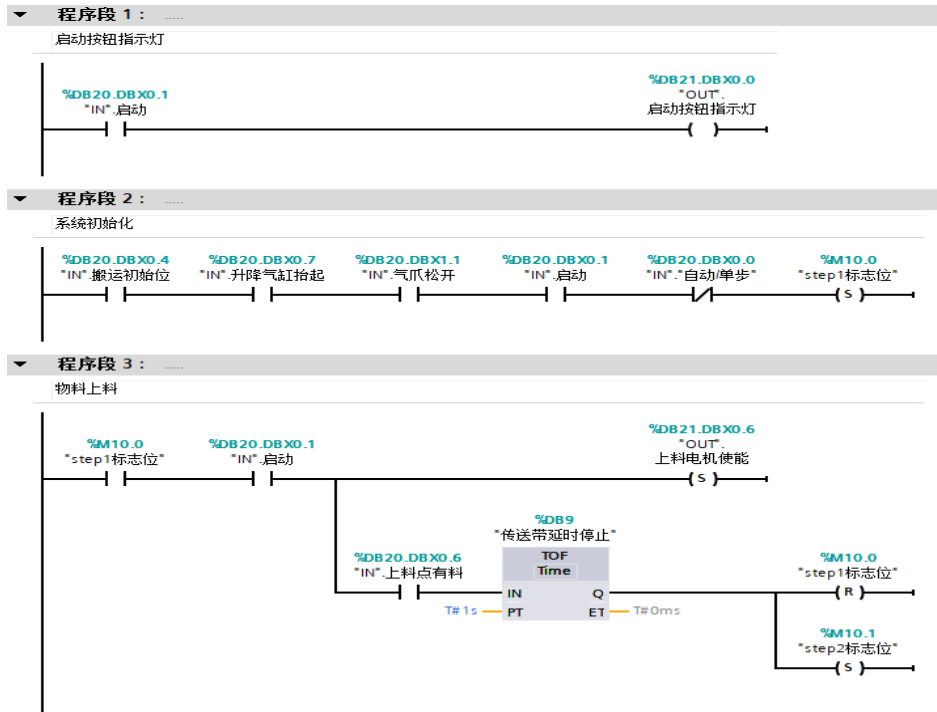 程序段 1： .....
启动按钮指示灯
%DB20.DBX0.1
"IN".启动
%DB21.DBX0.0
"OUT".
启动按钮指示灯
程序段 2： .....
系统初始化
%DB20.DBX0.4
"IN".搬运初始位
%DB20.DBX0.7
"IN".升降气缸抬起
%DB20.DBX1.1
"IN".气爪松开
%DB20.DBX0.1
"IN".启动
%DB20.DBX0.0
"IN"."自动/单步"
%M10.0
"step1标志位"
S
程序段 3： .....
物料上料
%M10.0
"step1标志位"
%DB20.DBX0.1
"IN".启动
%DB21.DBX0.6
"OUT".
上料电机使能
S
%DB9
"传送带延时停止"
%DB20.DBX0.6
"IN".上料点有料
TOF
Time
IN Q
T#1s PT ET T#0ms
%M10.0
"step1标志位"
R
%M10.1
"step2标志位"
S